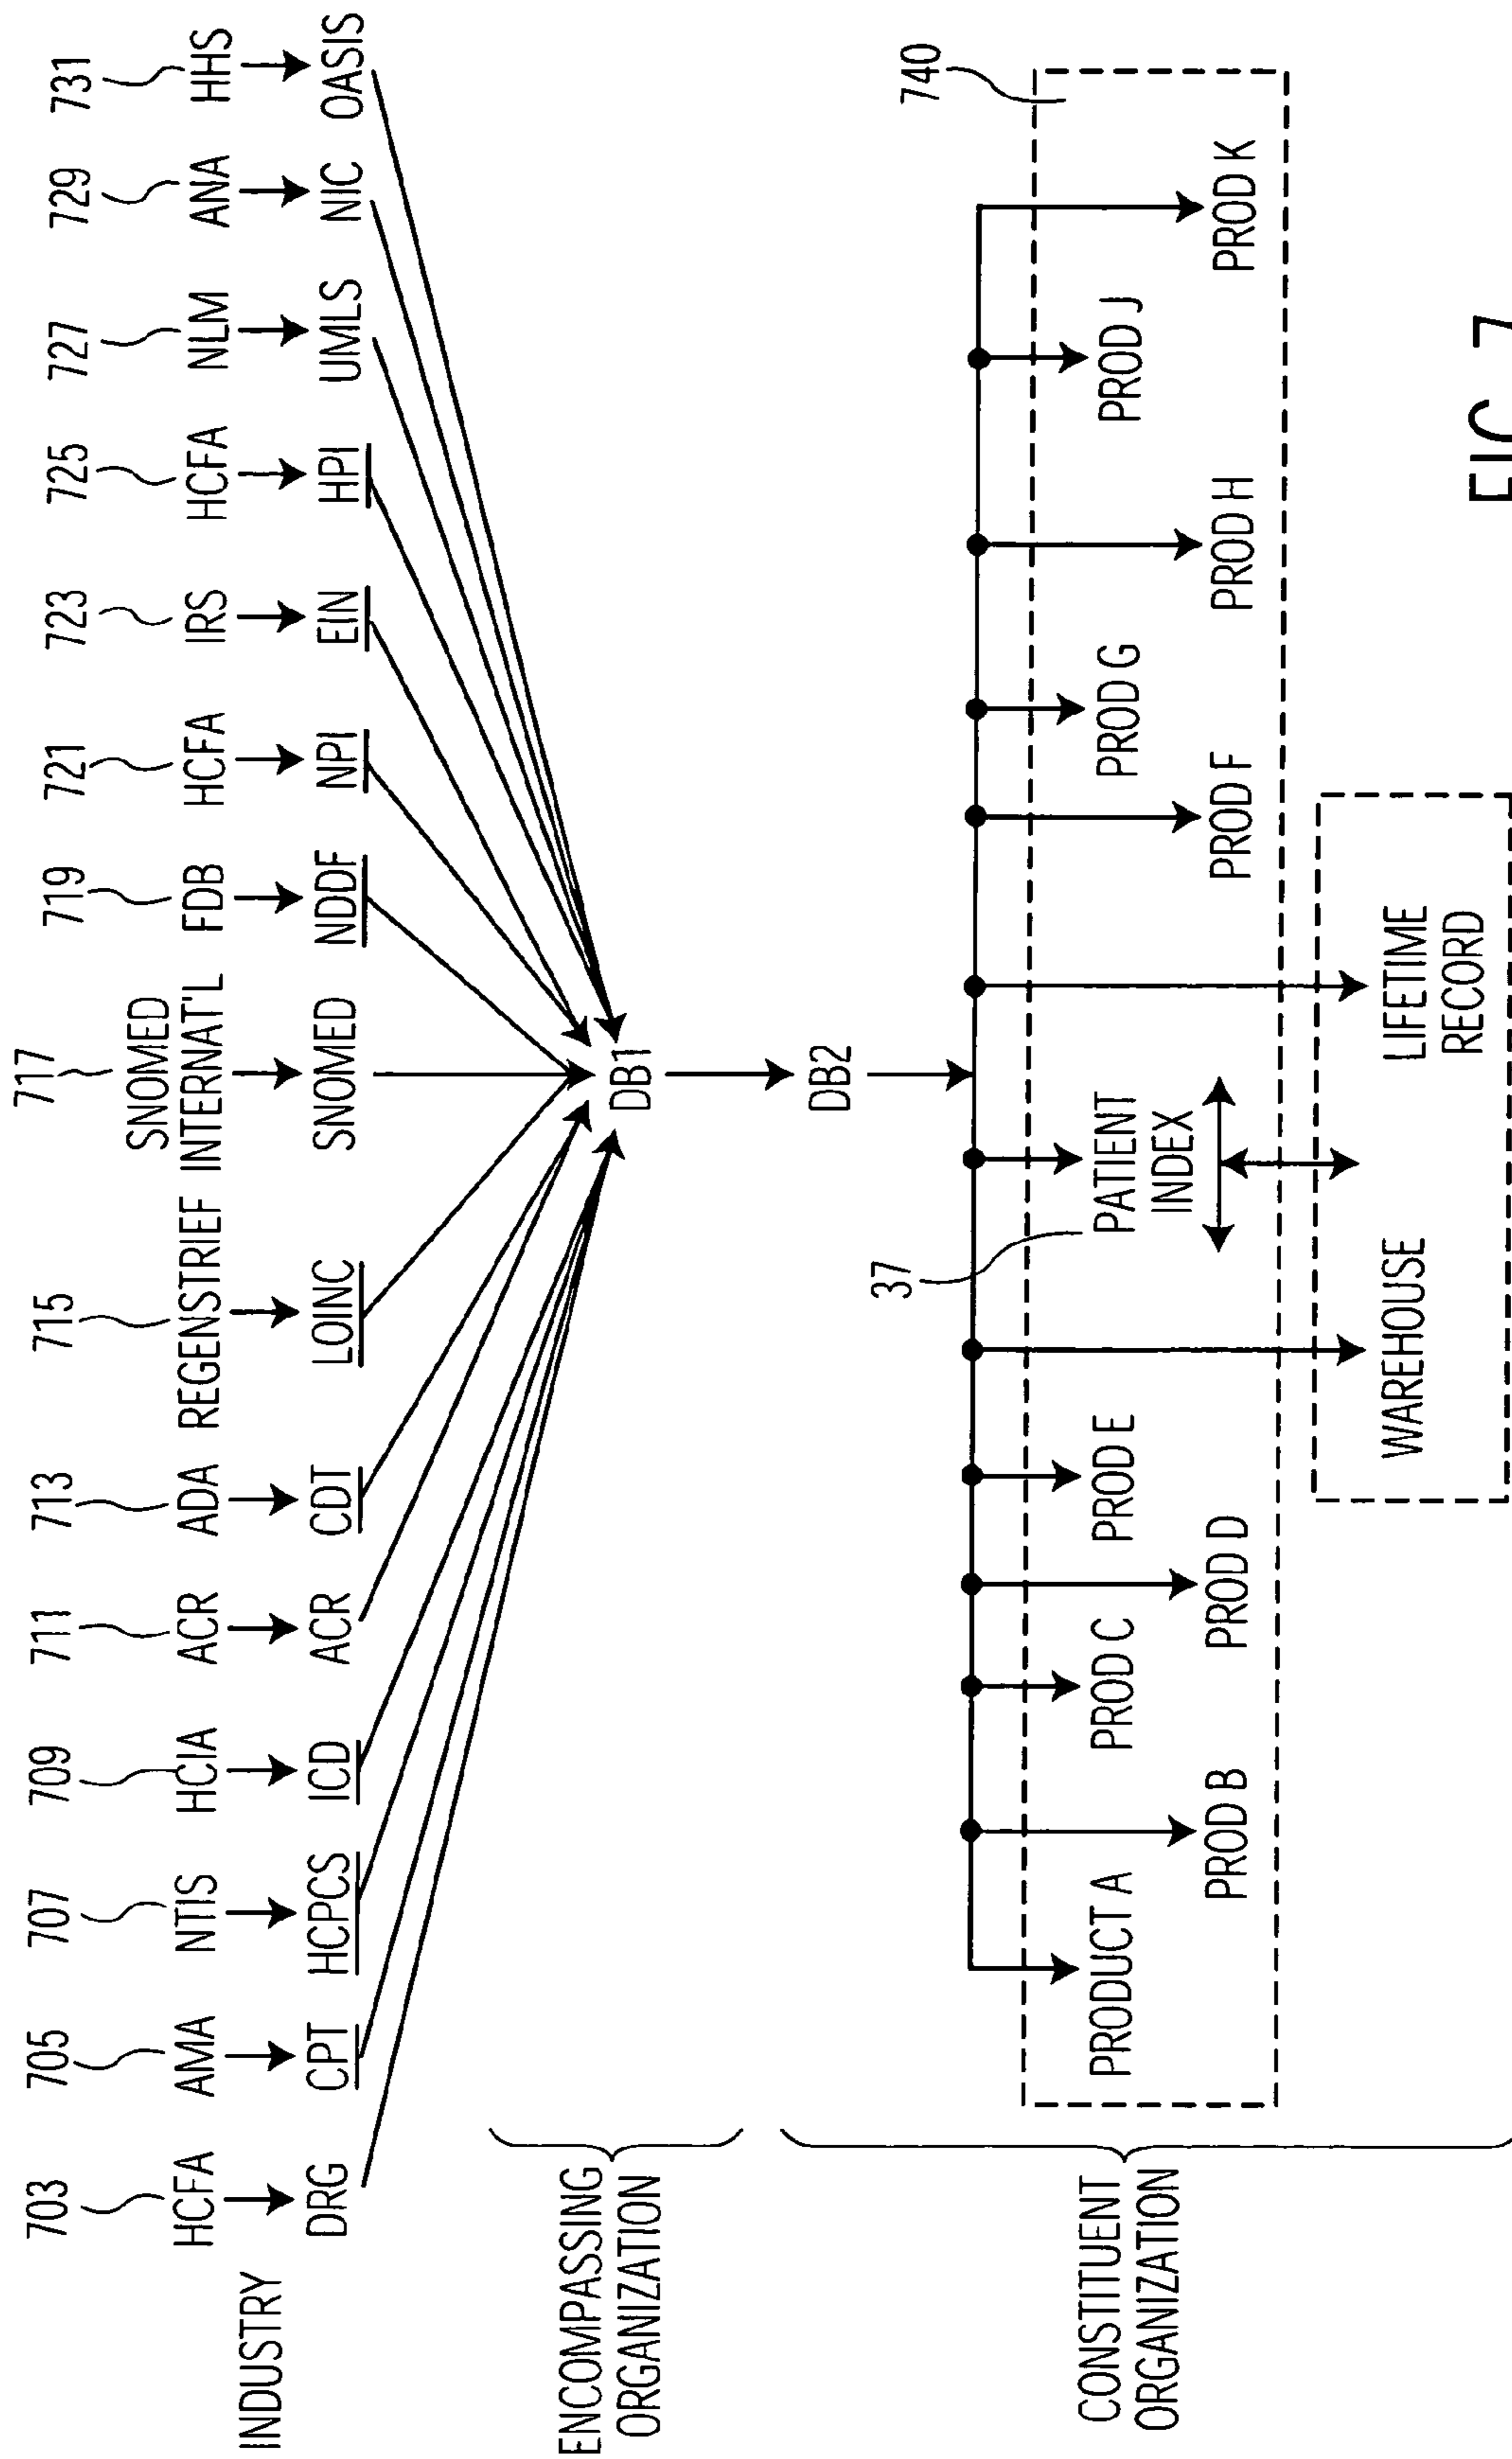 703 705 707 709 711 713 715 717 719 721 723 725 727 729 731
SNOMED
HCFA AMA NTIS HCIA ACR ADA REGENSTRIEF INTERNAT'L FDB HCFA IRS HCFA NLM ANA HHS
INDUSTRY
DRG CPT HCPCS ICD ACR CDT LOINC SNOMED NDDF NPI EIN HPI UMLS NIC OASIS
ENCOMPASSING
ORGANIZATION
DB1
DB2
37
740
CONSTITUENT
ORGANIZATION
PRODUCT A PROD C PROD E PATIENT PROD G PROD J
INDEX
PROD B PROD D PROD F PROD H PROD K
WAREHOUSE LIFETIME
RECORD
FIG. 7